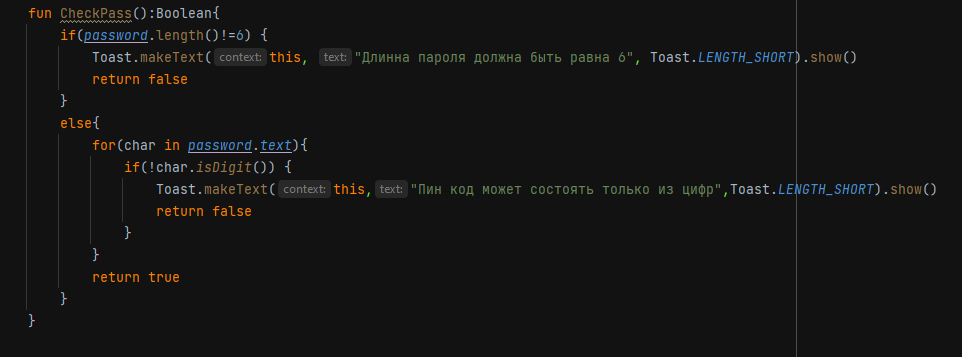 fun CheckPass():Boolean{
if(password.length()!=6) {
Toast.makeText( context: this, text: "Длинна пароля должна быть равна 6", Toast.LENGTH_SHORT).show()
return false
}
else{
for(char in password.text){
if(!char.isDigit()) {
Toast.makeText( context: this, text: "Пин код может состоять только из цифр",Toast.LENGTH_SHORT).show()
return false
}
}
return true
}
}